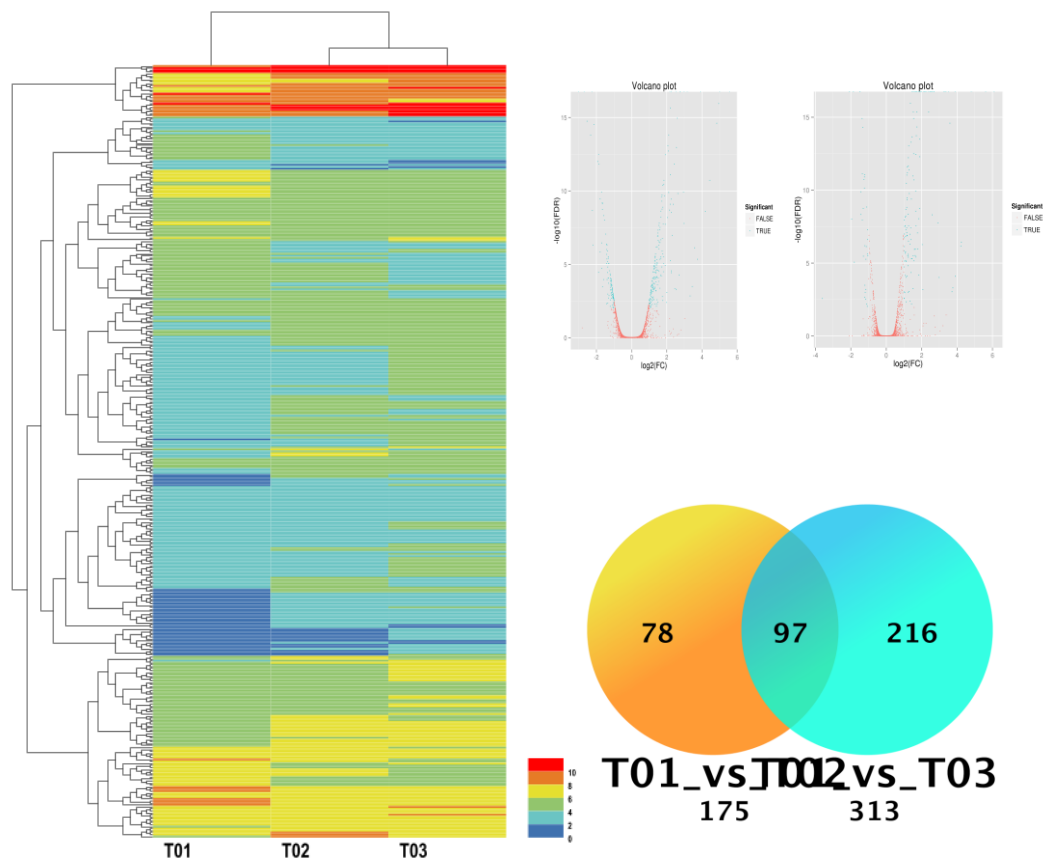 Volcano plot
15
10
5
0
-log10(FDR)
-2
0
2
4
6
log2(FC)
Significant
FALSE
TRUE
Volcano plot
15
10
5
0
-log10(FDR)
-4
-2
0
2
4
6
log2(FC)
Significant
FALSE
TRUE
78
97
216
T01_vs_T02
T01_vs_T03
175
313
10
8
6
4
2
0
T01
T02
T03